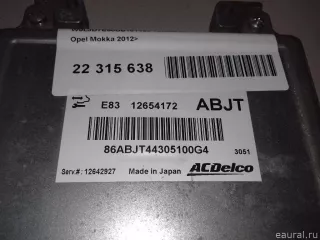 Opel Mokka 2012>
22 315 638
E83 12654172 ABJT
86ABJT44305100G4
3051
Serv.#: 12642927 Made in Japan ACDelco
eaural.ru